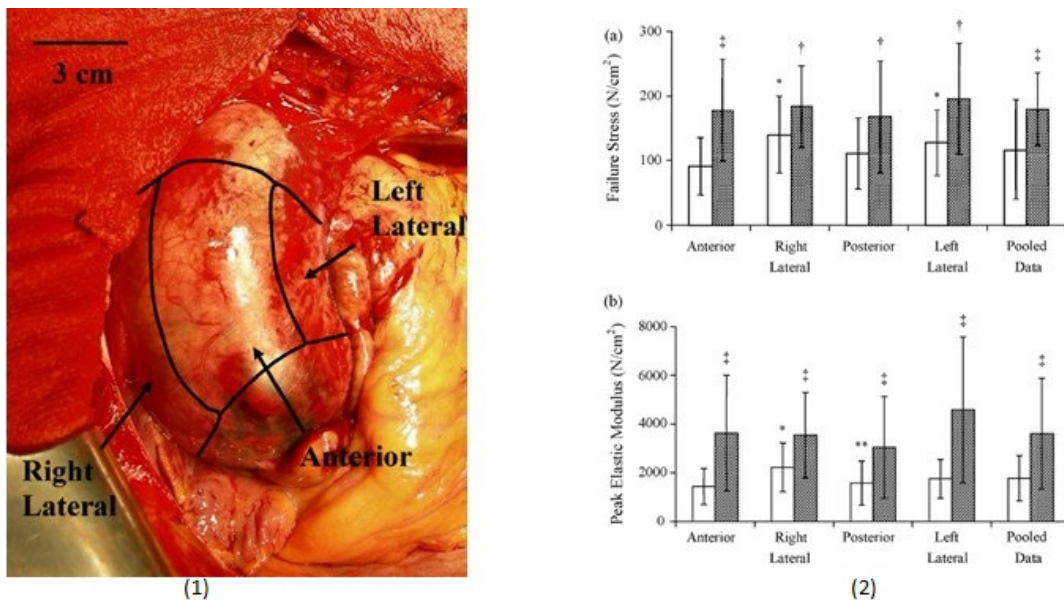 3 cm
Left
Lateral
Anterior
Right
Lateral
(1)
(a)
Failure Stress (N/cm²)
300
200
100
0
‡
*
†
†
*
†
‡
Anterior
Right
Lateral
Posterior
Left
Lateral
Pooled
Data
(b)
Peak Elastic Modulus (N/cm²)
8000
6000
4000
2000
0
‡
*
‡
**
‡
‡
‡
Anterior
Right
Lateral
Posterior
Left
Lateral
Pooled
Data
(2)